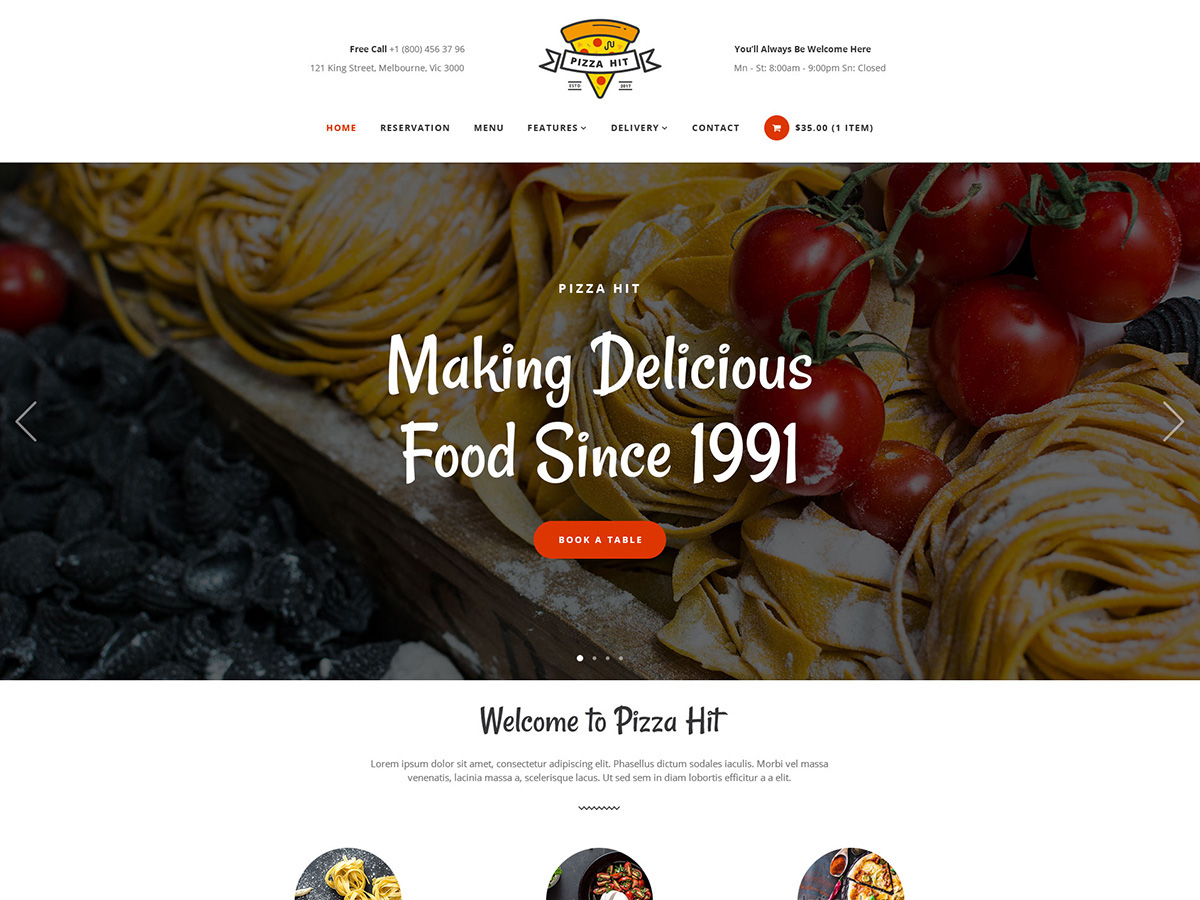 Free Call +1 (800) 456 37 96
121 King Street, Melbourne, Vic 3000
PIZZA HIT
ESTD 2017
You'll Always Be Welcome Here
Mn - St: 8:00am - 9:00pm Sn: Closed
HOME RESERVATION MENU FEATURES DELIVERY CONTACT $35.00 (1 ITEM)
PIZZA HIT
Making Delicious
Food Since 1991
BOOK A TABLE
Welcome to Pizza Hit
Lorem ipsum dolor sit amet, consectetur adipiscing elit. Phasellus dictum sodales iaculis. Morbi vel massa
venenatis, lacinia massa a, scelerisque lacus. Ut sed sem in diam lobortis efficitur a a elit.